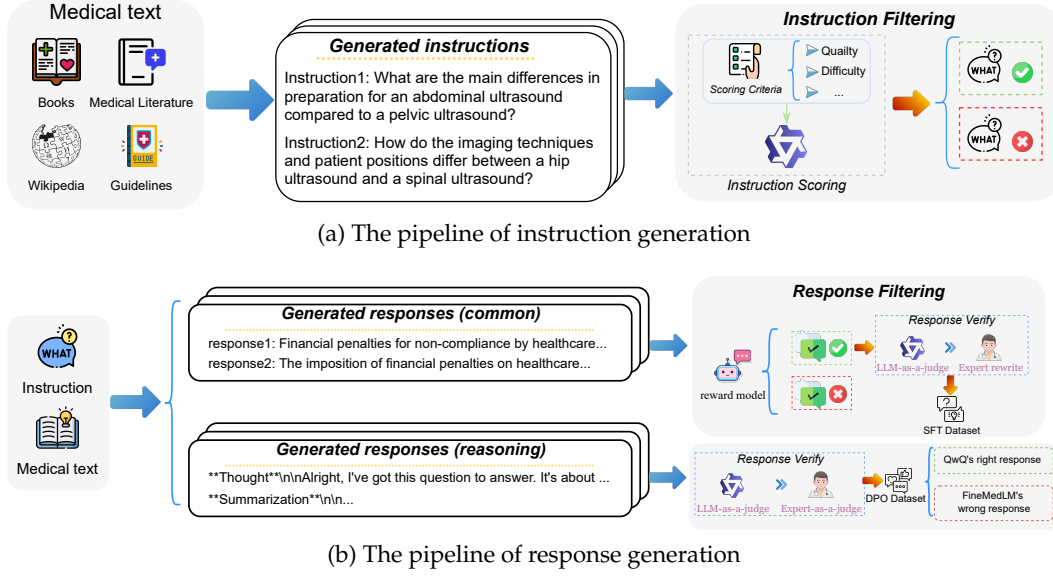 Medical text
Books
Medical Literature
Wikipedia
GUIDE
Guidelines
Generated instructions
Instruction1: What are the main differences in
preparation for an abdominal ultrasound
compared to a pelvic ultrasound?
Instruction2: How do the imaging techniques
and patient positions differ between a hip
ultrasound and a spinal ultrasound?
Instruction Filtering
Scoring Criteria
Quailty
Difficulty
...
Instruction Scoring
WHAT
WHAT
(a) The pipeline of instruction generation
WHAT
Instruction
Medical text
Generated responses (common)
response1: Financial penalties for non-compliance by healthcare...
response2: The imposition of financial penalties on healthcare...
Generated responses (reasoning)
**Thought**\n\nAlright, I've got this question to answer. It's about ...
**Summarization**\n\n...
Response Filtering
reward model
Response Verify
LLM-as-a-judge
Expert rewrite
SFT Dataset
Response Verify
LLM-as-a-judge
Expert-as-a-judge
DPO Dataset
QwQ's right response
FineMedLM's
wrong response
(b) The pipeline of response generation